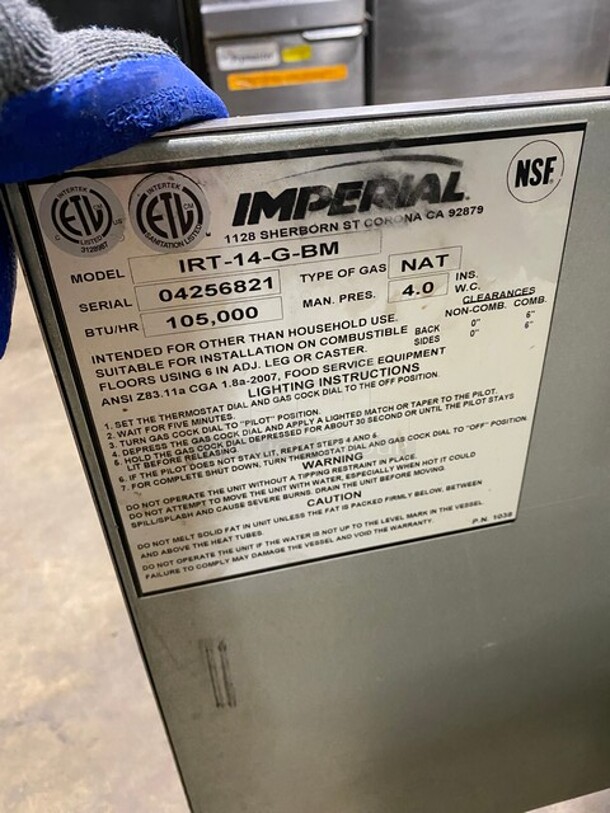 INTERTEK
ETL
CM
C
US
LISTED
3128987
INTERTEK
ETL
CM
SANITATION LISTED
IMPERIAL
NSF
1128 SHERBORN ST CORONA CA 92879
MODEL IRT-14-G-BM
SERIAL 04256821 TYPE OF GAS NAT
BTU/HR 105,000 MAN. PRES. 4.0 INS. W.C.
CLEARANCES
NON-COMB. COMB.
BACK 0" 6"
SIDES 0" 6"
INTENDED FOR OTHER THAN HOUSEHOLD USE.
SUITABLE FOR INSTALLATION ON COMBUSTIBLE
FLOORS USING 6 IN ADJ. LEG OR CASTER.
ANSI Z83.11a CGA 1.8a-2007, FOOD SERVICE EQUIPMENT
LIGHTING INSTRUCTIONS
1. SET THE THERMOSTAT DIAL AND GAS COCK DIAL TO THE OFF POSITION.
2. WAIT FOR FIVE MINUTES.
3. TURN GAS COCK DIAL TO "PILOT" POSITION.
4. DEPRESS THE GAS COCK DIAL AND APPLY A LIGHTED MATCH OR TAPER TO THE PILOT.
5. HOLD THE GAS COCK DIAL DEPRESSED FOR ABOUT 30 SECOND OR UNTIL THE PILOT STAYS
LIT BEFORE RELEASING.
6. IF THE PILOT DOES NOT STAY LIT, REPEAT STEPS 4 AND 5.
7. FOR COMPLETE SHUT DOWN, TURN THERMOSTAT DIAL AND GAS COCK DIAL TO "OFF" POSITION.
WARNING
DO NOT OPERATE THE UNIT WITHOUT A TIPPING RESTRAINT IN PLACE.
DO NOT ATTEMPT TO MOVE THE UNIT WITH WATER, ESPECIALLY WHEN HOT IT COULD
SPILL/SPLASH AND CAUSE SEVERE BURNS. DRAIN THE UNIT BEFORE MOVING.
CAUTION
DO NOT MELT SOLID FAT IN UNIT UNLESS THE FAT IS PACKED FIRMLY BELOW, BETWEEN
AND ABOVE THE HEAT TUBES.
DO NOT OPERATE THE UNIT IF THE WATER IS NOT UP TO THE LEVEL MARK IN THE VESSEL.
FAILURE TO COMPLY MAY DAMAGE THE VESSEL AND VOID THE WARRANTY.
P.N. 1038